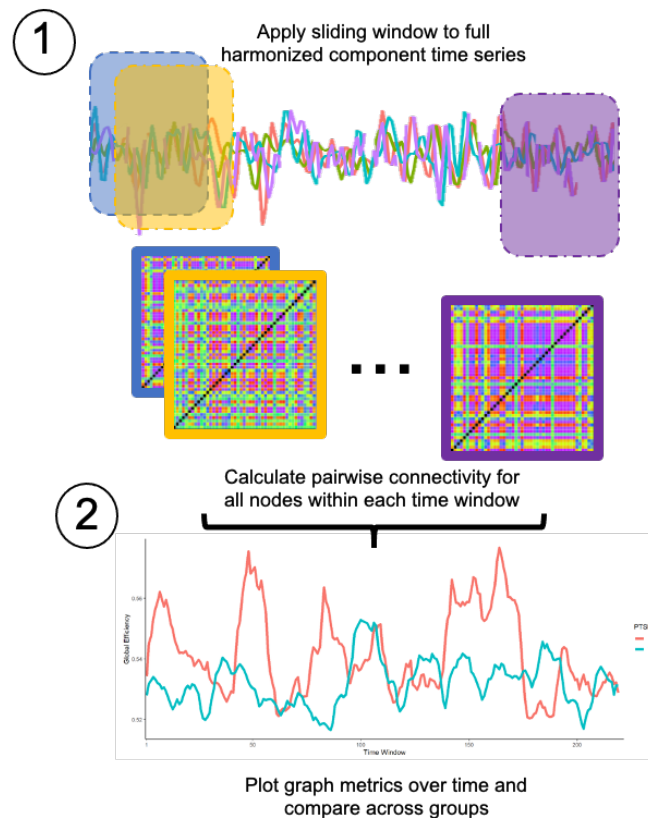 1
Apply sliding window to full
harmonized component time series
...
Calculate pairwise connectivity for
all nodes within each time window
2
Global Efficiency
0.56
0.54
0.52
1
50
100
150
200
Time Window
Plot graph metrics over time and
compare across groups